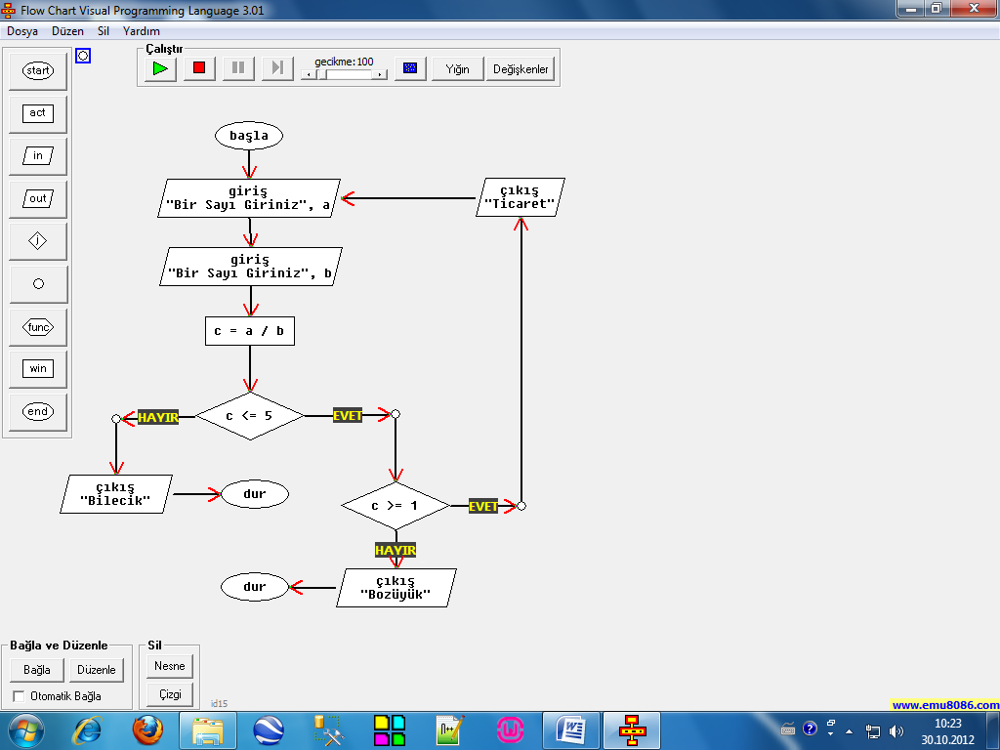 Flow Chart Visual Programming Language 3.01
Dosya Düzen Sil Yardım
Çalıştır
gecikme:100
Yığın
Değişkenler
start
act
in
out
j
func
win
end
başla
giriş
"Bir Sayı Giriniz", a
çıkış
"Ticaret"
giriş
"Bir Sayı Giriniz", b
c = a / b
c <= 5
HAYIR
EVET
çıkış
"Bilecik"
dur
c >= 1
EVET
HAYIR
çıkış
"Bozüyük"
dur
Bağla ve Düzenle
Bağla
Düzenle
Otomatik Bağla
Sil
Nesne
Çizgi
id15
www.emu8086.com
10:23
30.10.2012